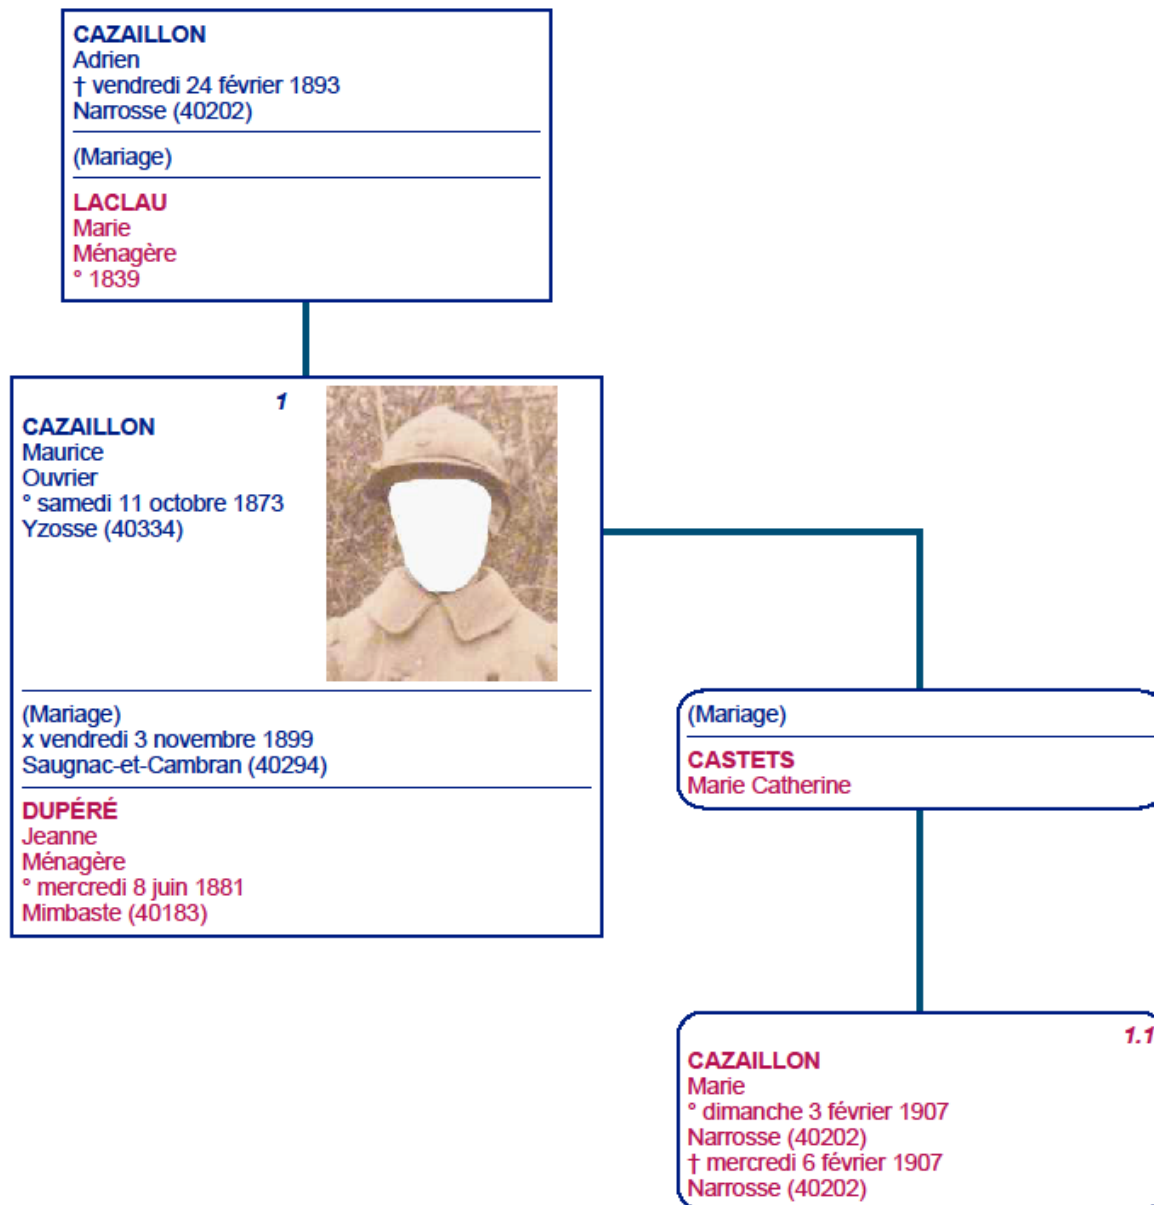 CAZAILLON
Adrien
† vendredi 24 février 1893
Narrosse (40202)
(Mariage)
LACLAU
Marie
Ménagère
° 1839
1
CAZAILLON
Maurice
Ouvrier
° samedi 11 octobre 1873
Yzosse (40334)
(Mariage)
x vendredi 3 novembre 1899
Saugnac-et-Cambran (40294)
DUPÉRÉ
Jeanne
Ménagère
° mercredi 8 juin 1881
Mimbaste (40183)
(Mariage)
CASTETS
Marie Catherine
1.1
CAZAILLON
Marie
° dimanche 3 février 1907
Narrosse (40202)
† mercredi 6 février 1907
Narrosse (40202)